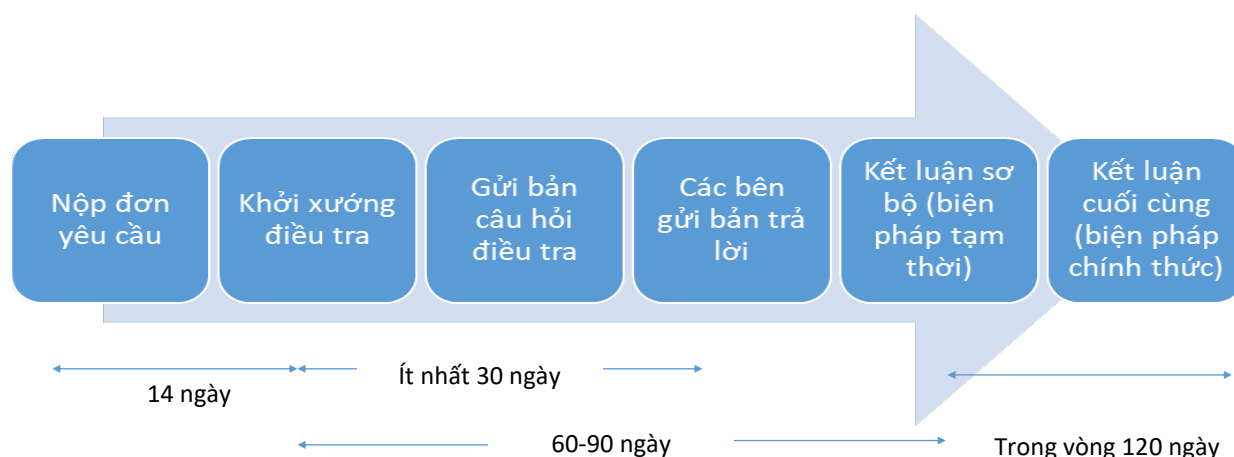 Nộp đơn
yêu cầu
Khởi xướng
điều tra
Gửi bản
câu hỏi
điều tra
Các bên
gửi bản trả
lời
Kết luận sơ
bộ (biện
pháp tạm
thời)
Kết luận
cuối cùng
(biện pháp
chính thức)
14 ngày
Ít nhất 30 ngày
60-90 ngày
Trong vòng 120 ngày